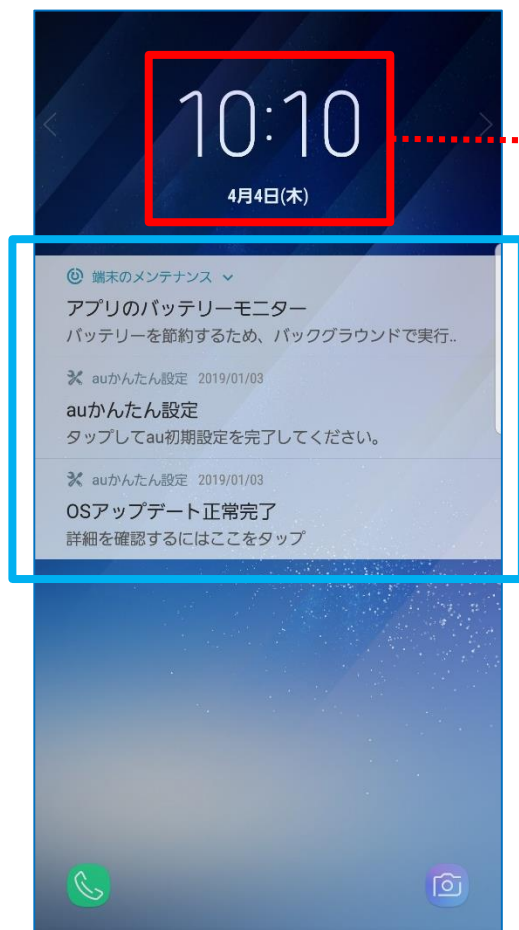 10:10
4月4日(木)
端末のメンテナンス
アプリのバッテリーモニター
バッテリーを節約するため、バックグラウンドで実行..
auかんたん設定 2019/01/03
auかんたん設定
タップしてau初期設定を完了してください。
auかんたん設定 2019/01/03
OSアップデート正常完了
詳細を確認するにはここをタップ